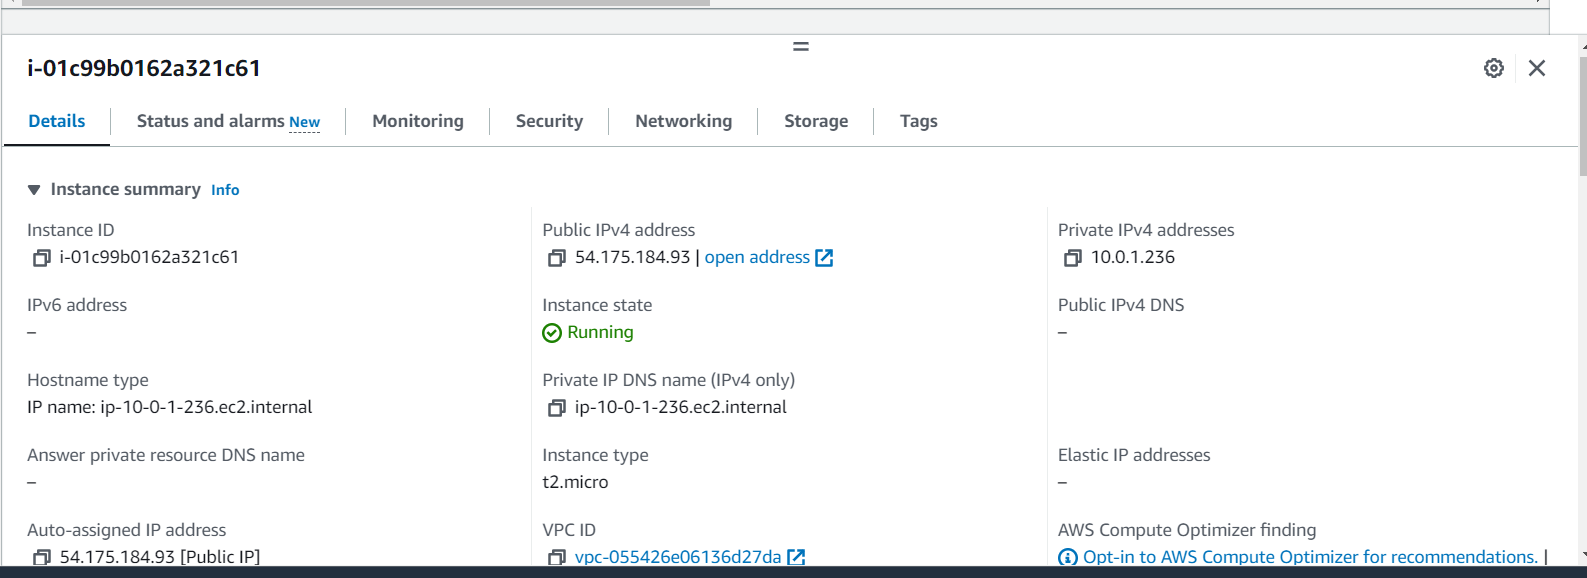 i-01c99b0162a321c61
Details Status and alarms New Monitoring Security Networking Storage Tags
Instance summary Info
Instance ID
i-01c99b0162a321c61
Public IPv4 address
54.175.184.93 | open address
Private IPv4 addresses
10.0.1.236
IPv6 address
–
Instance state
Running
Public IPv4 DNS
–
Hostname type
IP name: ip-10-0-1-236.ec2.internal
Private IP DNS name (IPv4 only)
ip-10-0-1-236.ec2.internal
Answer private resource DNS name
–
Instance type
t2.micro
Elastic IP addresses
–
Auto-assigned IP address
54.175.184.93 [Public IP]
VPC ID
vpc-055426e06136d27da
AWS Compute Optimizer finding
Opt-in to AWS Compute Optimizer for recommendations. |